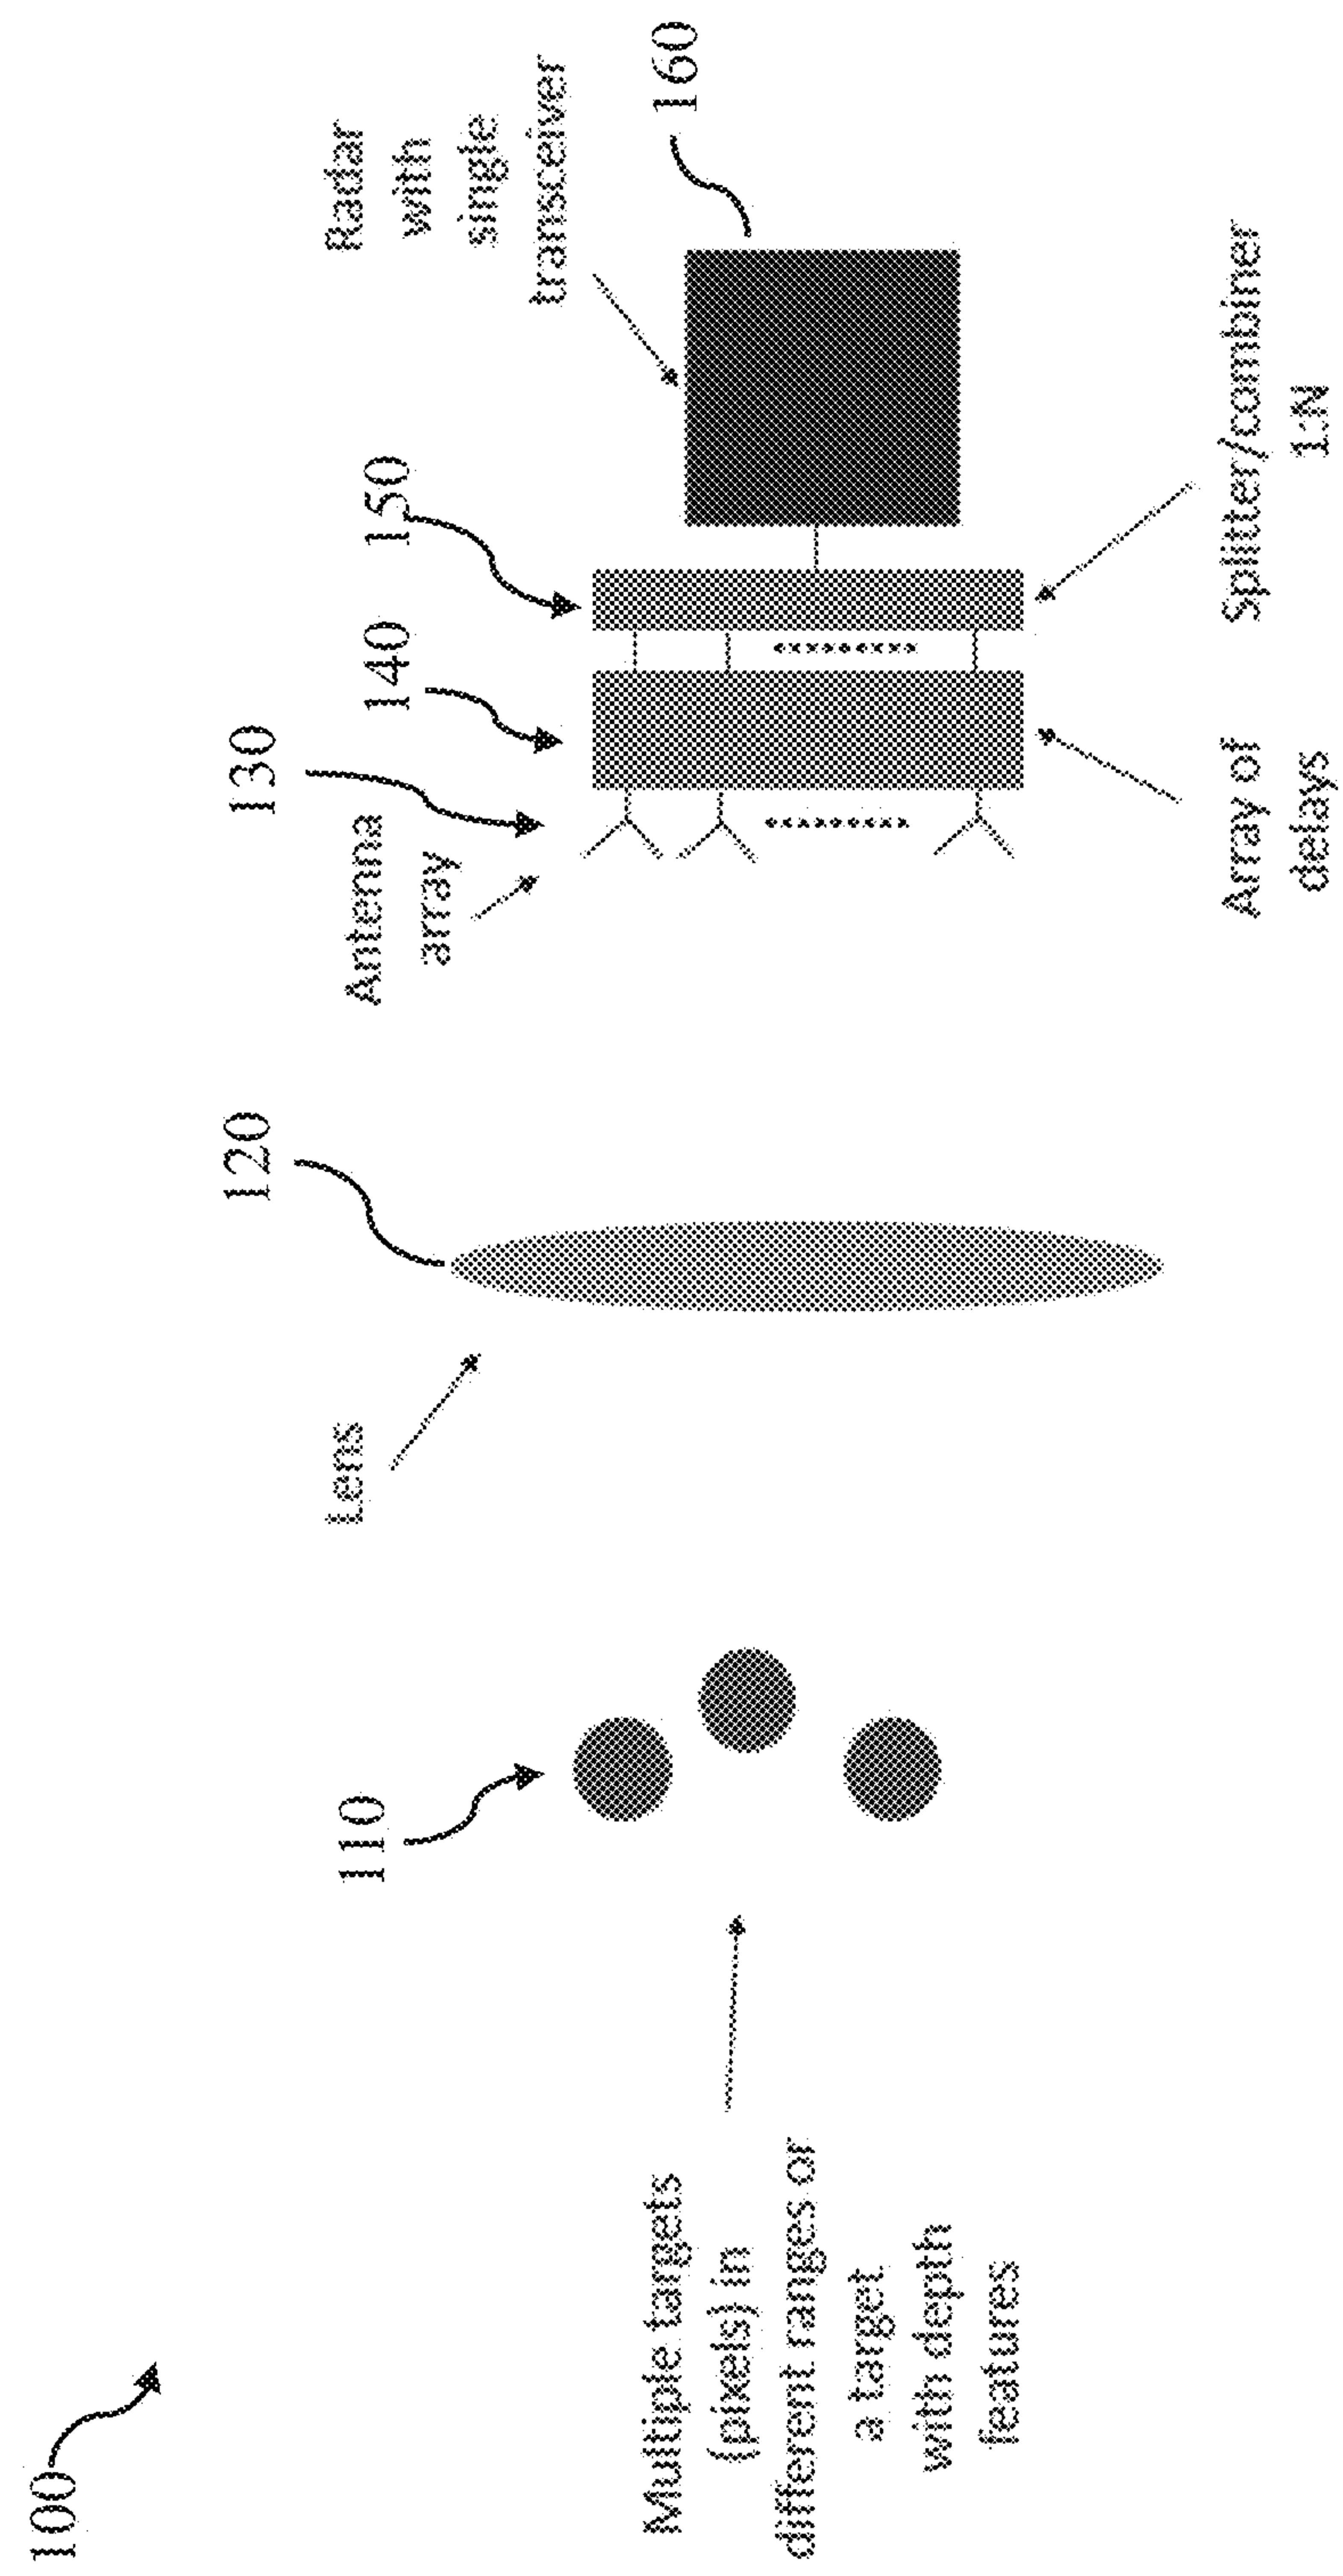 100
Multiple targets
(pixels) in
different ranges or
a target
with depth
features
110
Lens
120
Antenna
array
130
140
150
Array of
delays
Splitter/combiner
1:N
Radar
with
single
transceiver
160